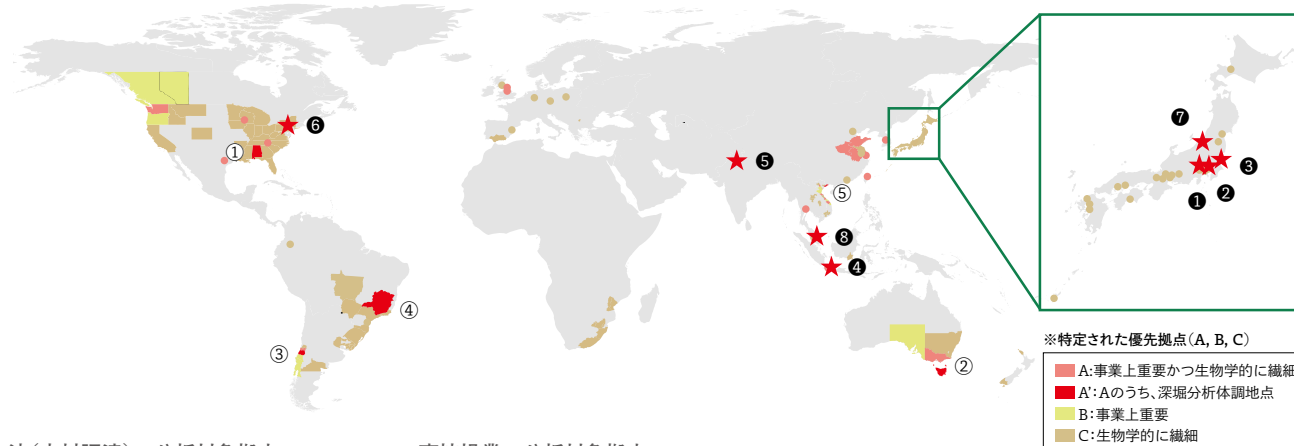 ⑥
❻
①
⑤
❺
❽
❹
④
③
②
❼
❸
❶
❷
※特定された優先拠点(A, B, C)
A:事業上重要かつ生物学的に繊細
A’:Aのうち、深堀分析体調地点
B:事業上重要
C:生物学的に繊細